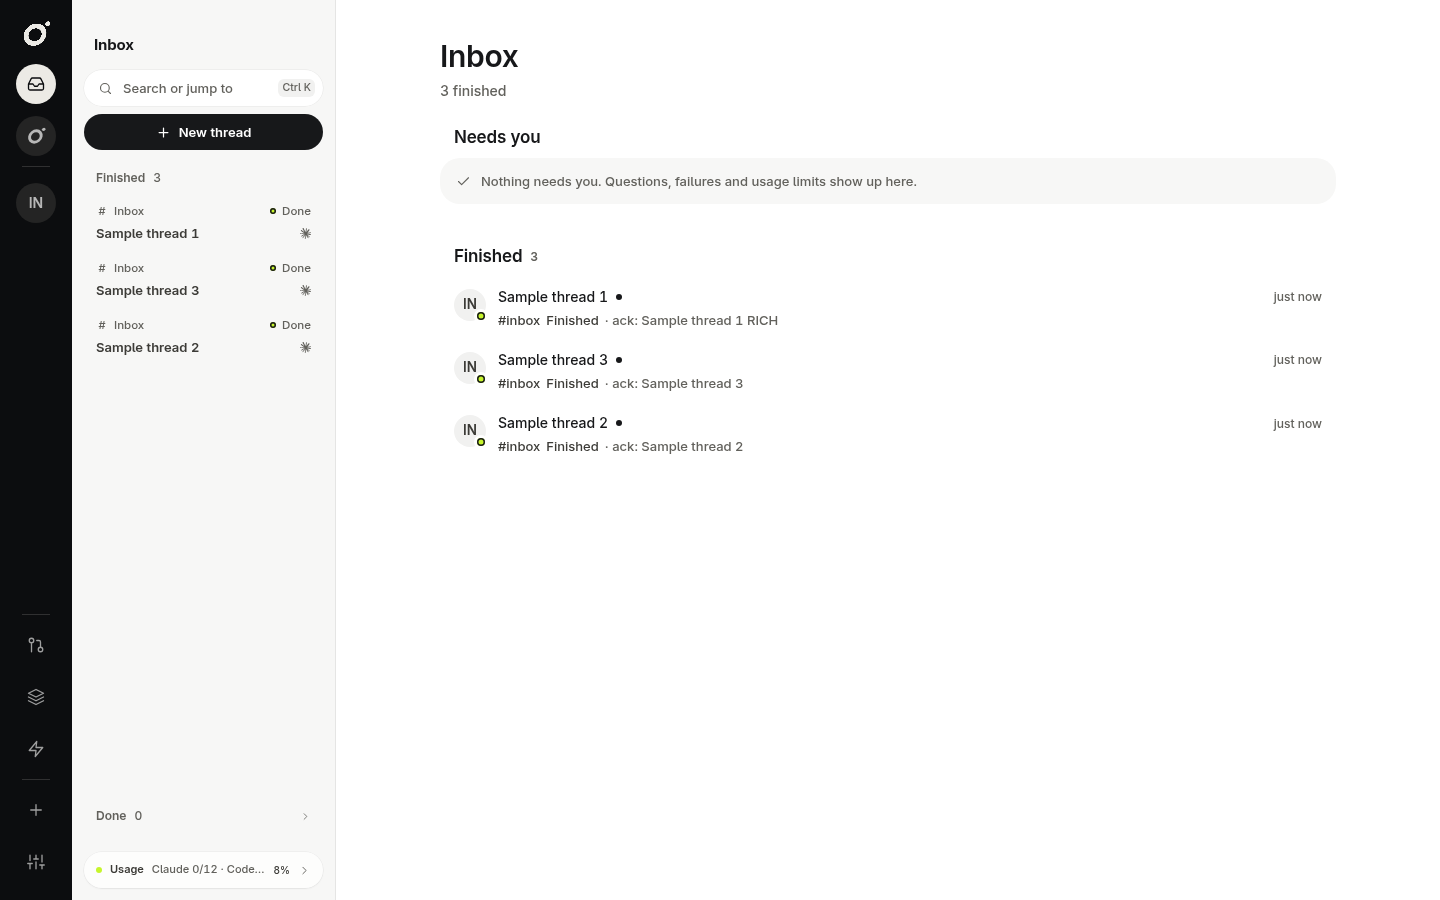 Inbox
Search or jump to
Ctrl K
New thread
Finished 3
# Inbox
Done
Sample thread 1
# Inbox
Done
Sample thread 3
# Inbox
Done
Sample thread 2
IN
Done 0
Usage Claude 0/12 · Code... 8%
Inbox
3 finished
Needs you
Nothing needs you. Questions, failures and usage limits show up here.
Finished 3
IN
Sample thread 1
just now
#inbox Finished · ack: Sample thread 1 RICH
IN
Sample thread 3
just now
#inbox Finished · ack: Sample thread 3
IN
Sample thread 2
just now
#inbox Finished · ack: Sample thread 2